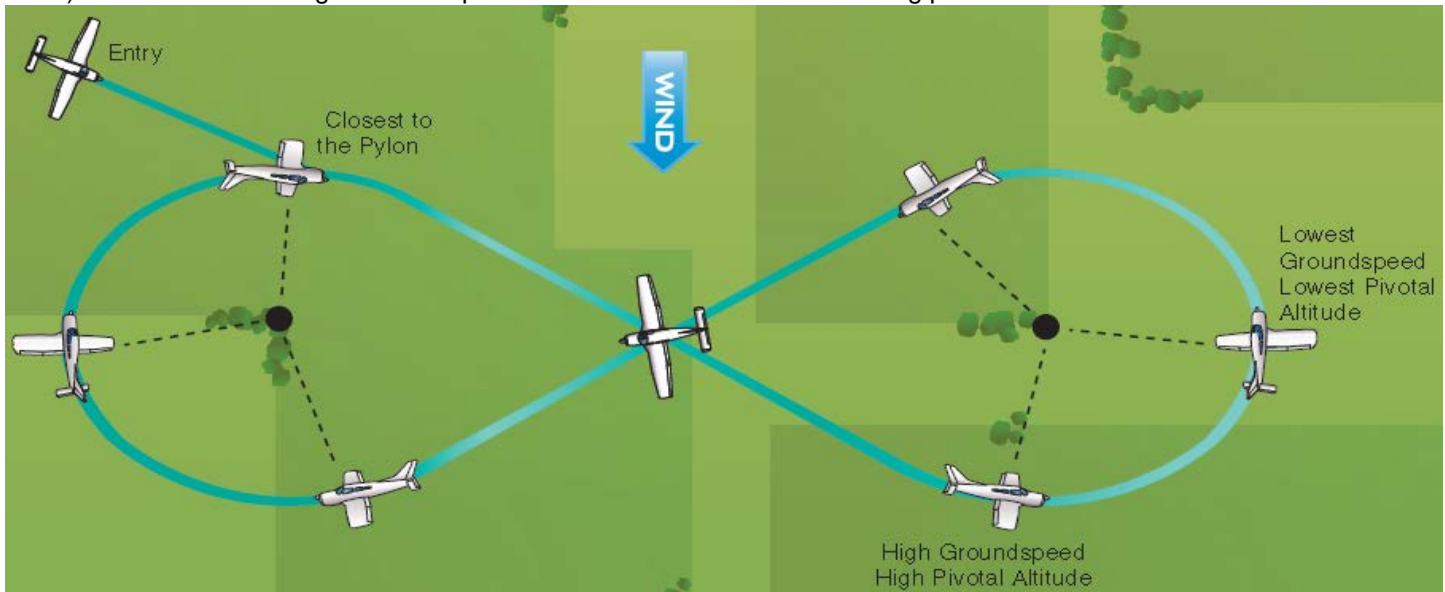 Entry
Closest to
the Pylon
WIND
Lowest
Groundspeed
Lowest Pivotal
Altitude
High Groundspeed
High Pivotal Altitude